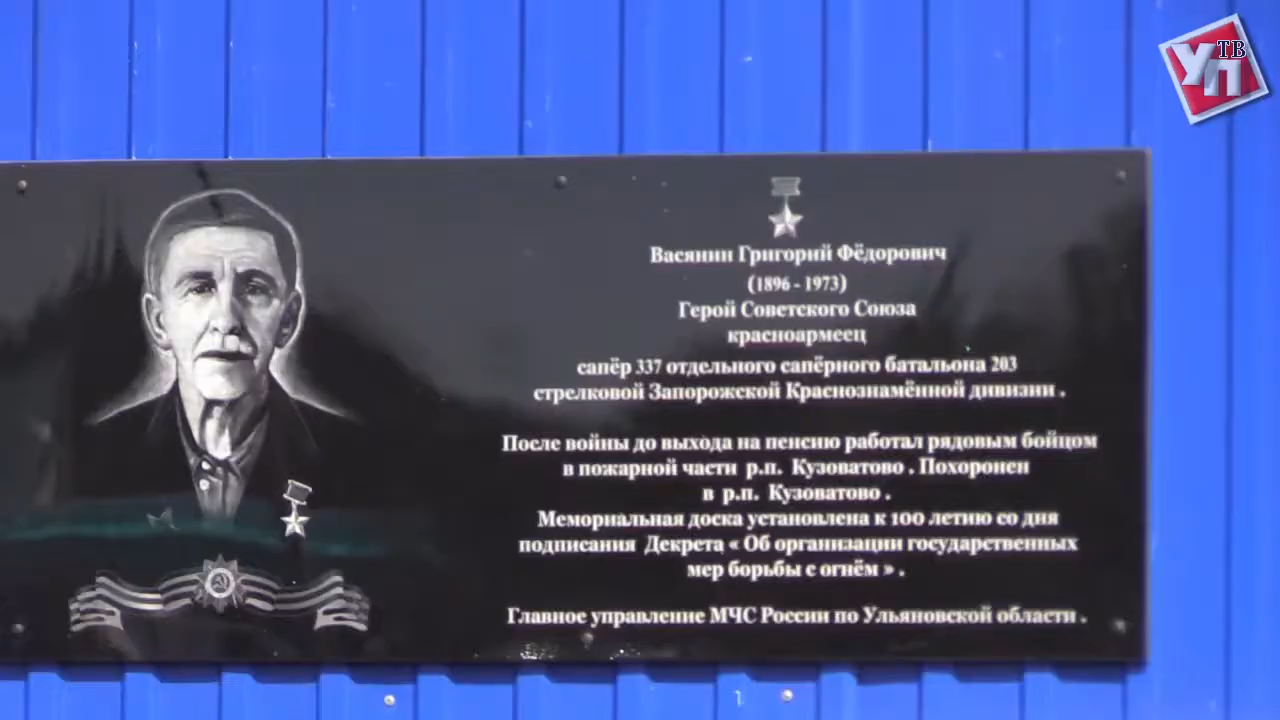 УП ТВ
Васянин Григорий Фёдорович
(1896 - 1973)
Герой Советского Союза
красноармеец
сапёр 337 отдельного сапёрного батальона 203
стрелковой Запорожской Краснознамённой дивизии .
После войны до выхода на пенсию работал рядовым бойцом
в пожарной части р.п. Кузоватово . Похоронен
в р.п. Кузоватово .
Мемориальная доска установлена к 100 летию со дня
подписания Декрета « Об организации государственных
мер борьбы с огнём » .
Главное управление МЧС России по Ульяновской области .